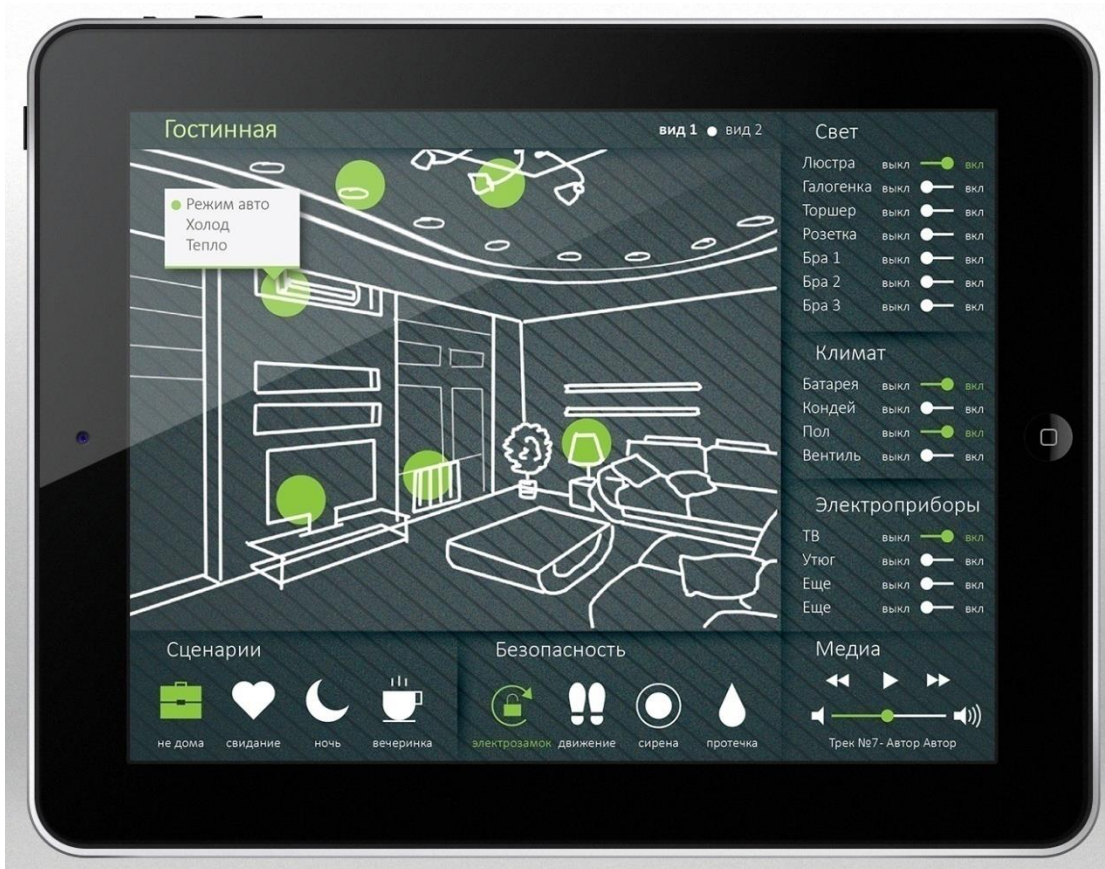 Гостинная
вид 1 вид 2
Режим авто
Холод
Тепло
Свет
Люстра выкл вкл
Галогенка выкл вкл
Торшер выкл вкл
Розетка выкл вкл
Бра 1 выкл вкл
Бра 2 выкл вкл
Бра 3 выкл вкл
Климат
Батарея выкл вкл
Кондей выкл вкл
Пол выкл вкл
Вентиль выкл вкл
Электроприборы
ТВ выкл вкл
Утюг выкл вкл
Еще выкл вкл
Еще выкл вкл
Сценарии
не дома свидание ночь вечеринка
Безопасность
электрозамок движение сирена протечка
Медиа
Трек №7 - Автор Автор